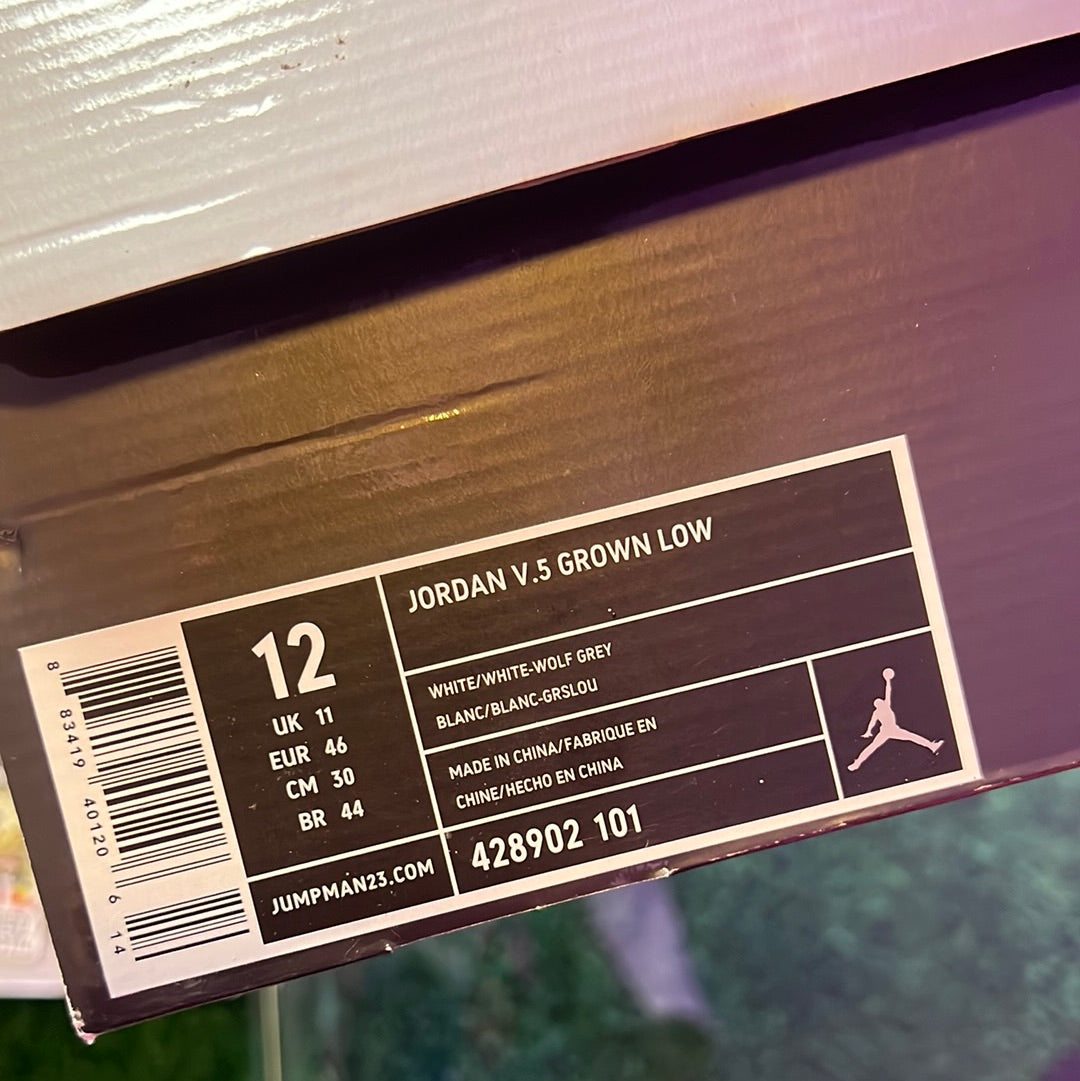 JORDAN V.5 GROWN LOW
12
UK 11
EUR 46
CM 30
BR 44
WHITE/WHITE-WOLF GREY
BLANC/BLANC-GRSLOU
MADE IN CHINA/FABRIQUE EN
CHINE/HECHO EN CHINA
JUMPMAN23.COM
428902 101
8 83419 40120 6 14